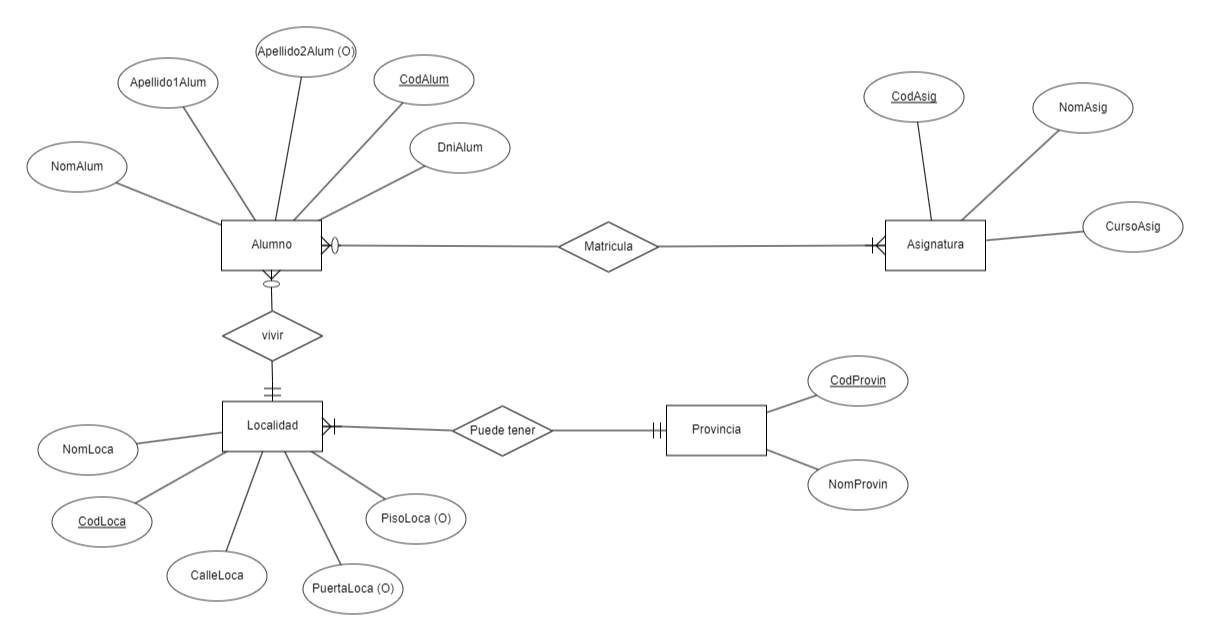 Apellido2Alum (O)
Apellido1Alum
CodAlum
CodAsig
NomAsig
DniAlum
NomAlum
CursoAsig
Alumno
Matricula
Asignatura
vivir
CodProvin
Localidad
Puede tener
Provincia
NomLoca
NomProvin
CodLoca
PisoLoca (O)
CalleLoca
PuertaLoca (O)